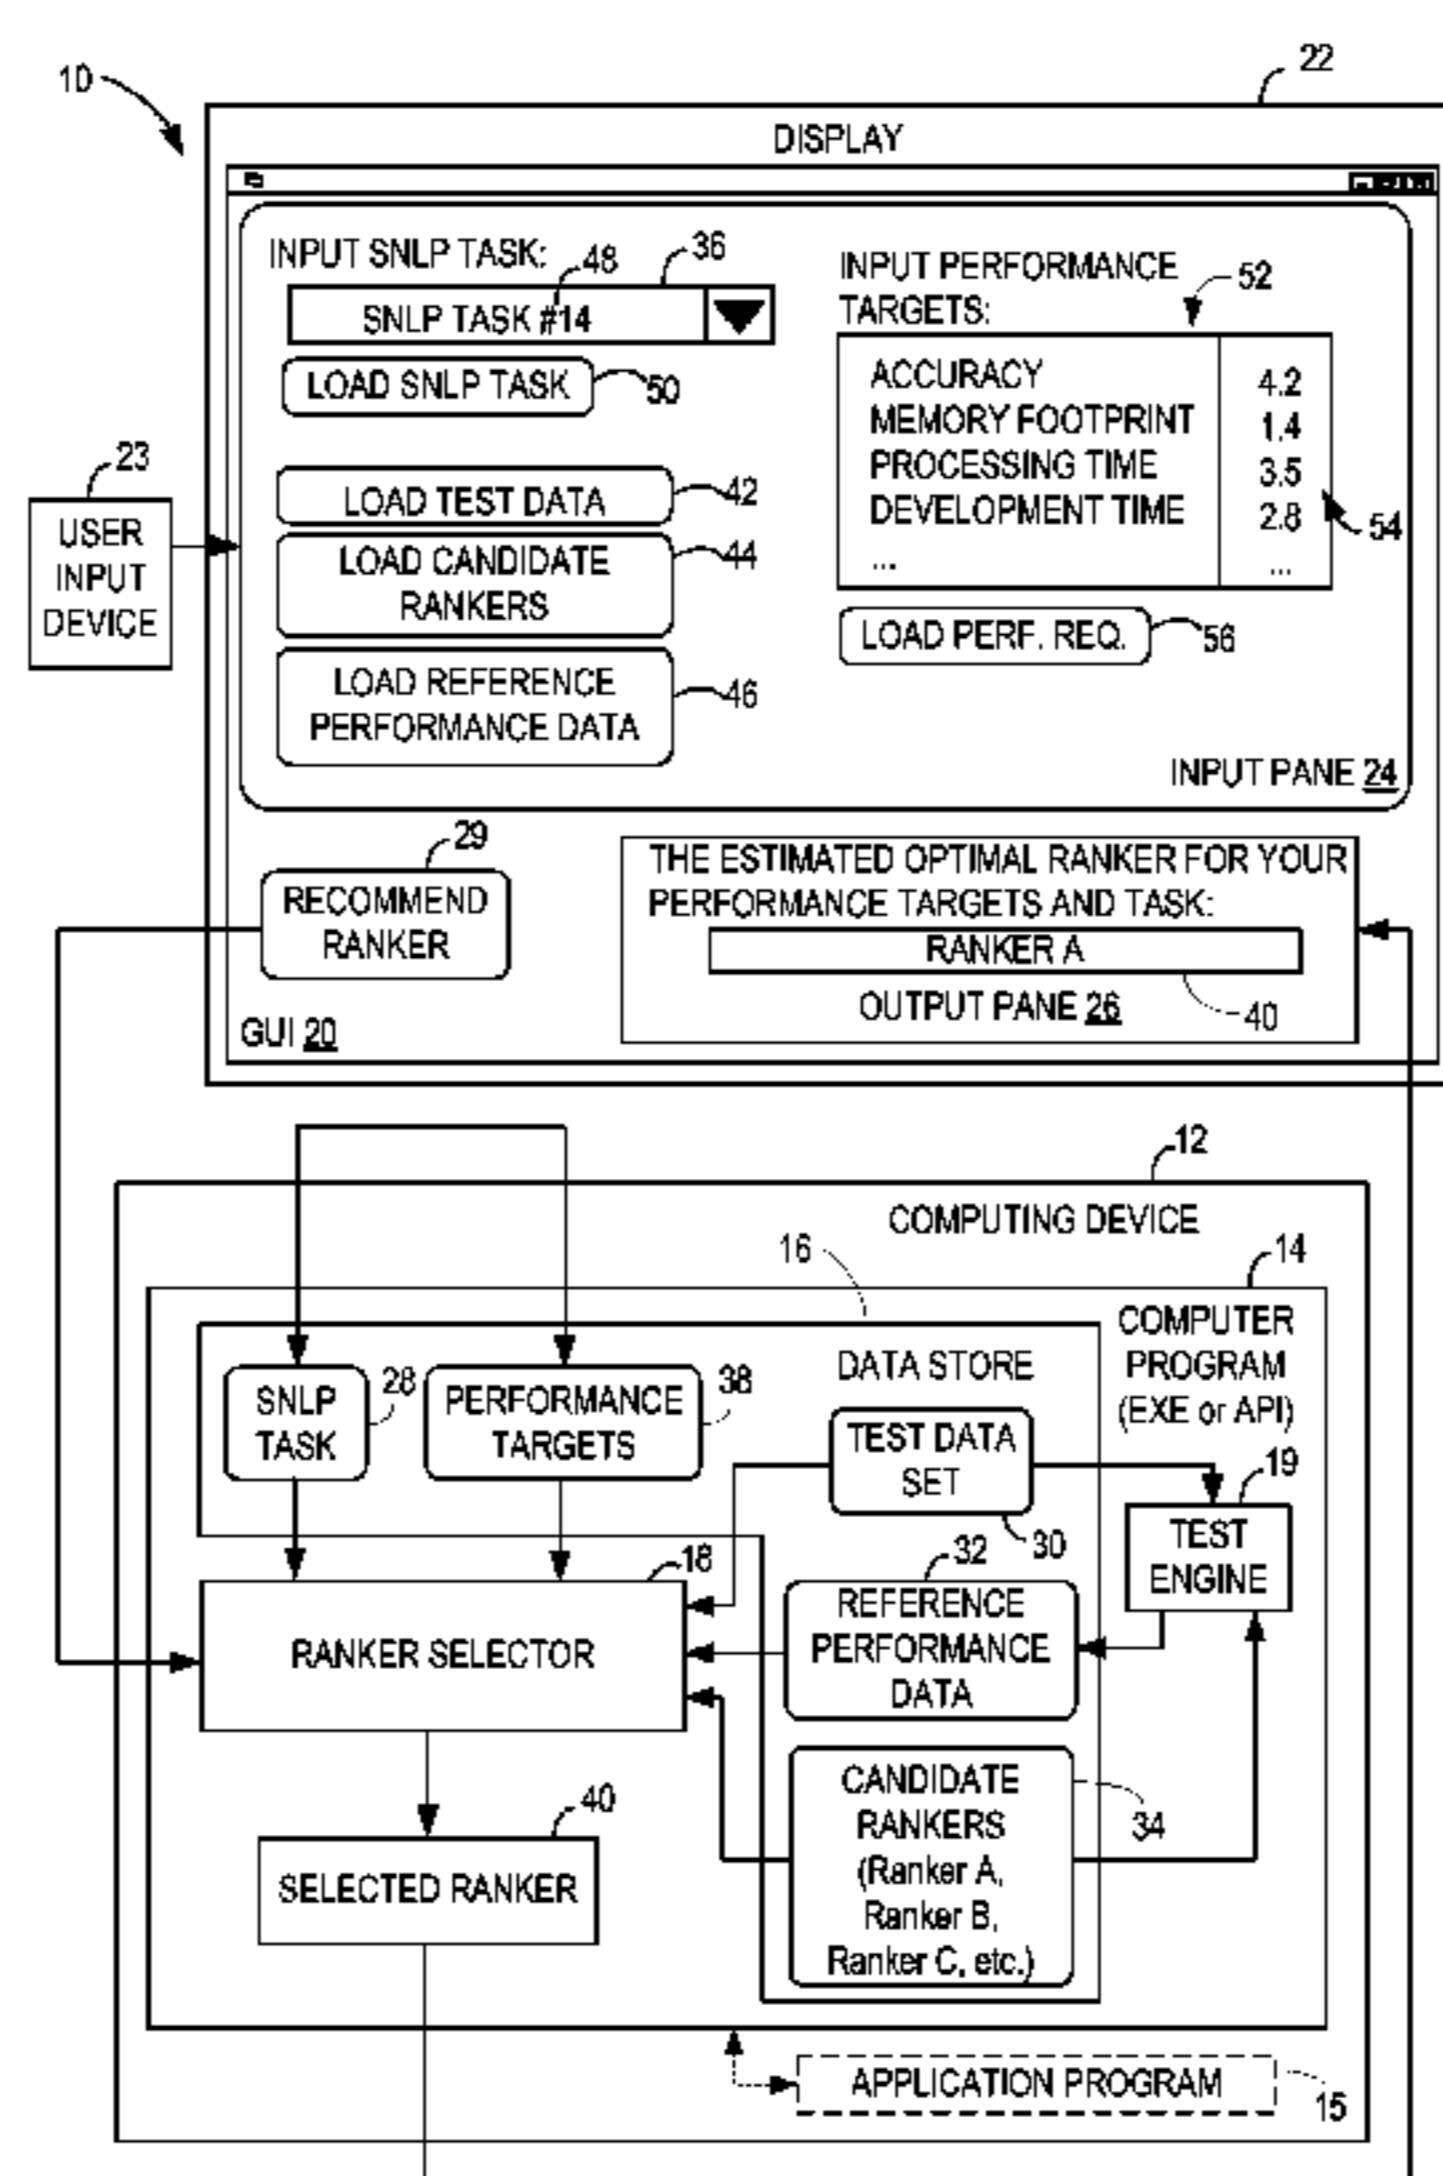 10
22
DISPLAY
INPUT SNLP TASK:
48
36
SNLP TASK #14
LOAD SNLP TASK
50
INPUT PERFORMANCE
TARGETS:
52
ACCURACY 4.2
MEMORY FOOTPRINT 1.4
PROCESSING TIME 3.5
DEVELOPMENT TIME 2.8
... ...
54
LOAD PERF. REQ.
56
23
USER
INPUT
DEVICE
LOAD TEST DATA
42
LOAD CANDIDATE
RANKERS
44
LOAD REFERENCE
PERFORMANCE DATA
46
INPUT PANE 24
29
RECOMMEND
RANKER
THE ESTIMATED OPTIMAL RANKER FOR YOUR
PERFORMANCE TARGETS AND TASK:
RANKER A
OUTPUT PANE 26
40
GUI 20
12
COMPUTING DEVICE
16
14
COMPUTER
PROGRAM
(EXE or API)
DATA STORE
SNLP
TASK
28
PERFORMANCE
TARGETS
38
TEST DATA
SET
30
19
TEST
ENGINE
18
RANKER SELECTOR
32
REFERENCE
PERFORMANCE
DATA
40
SELECTED RANKER
CANDIDATE
RANKERS
(Ranker A,
Ranker B,
Ranker C, etc.)
34
APPLICATION PROGRAM
15